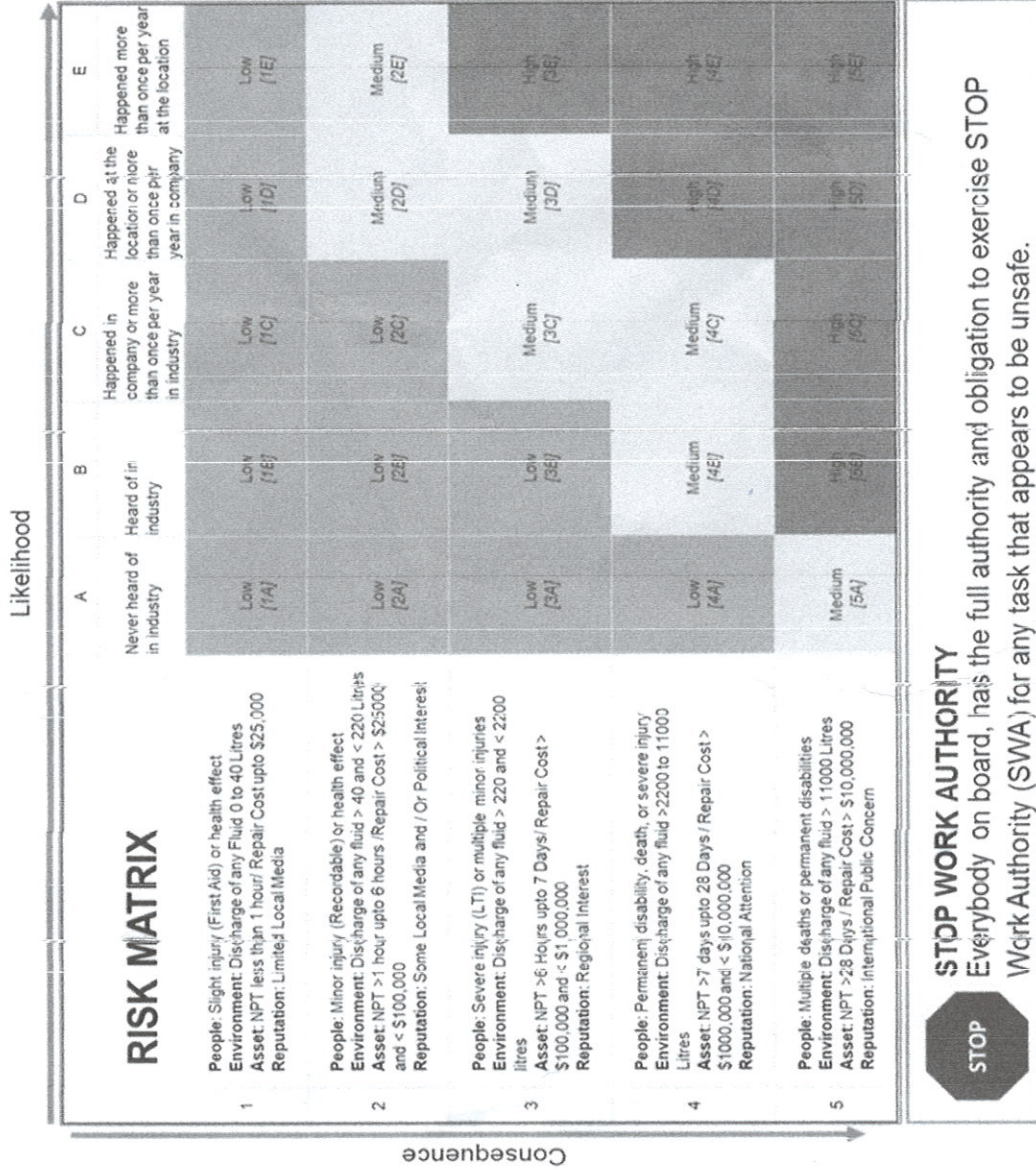 Likelihood
RISK MATRIX
A
B
C
D
E
Never heard of
in industry
Heard of in
industry
Happened in
company or more
than once per year
in industry
Happened at the
location or more
than once per
year in company
Happened more
than once per year
at the location
Consequence
1
People: Slight injury (First Aid) or health effect
Environment: Discharge of any Fluid 0 to 40 Litres
Asset: NPT less than 1 hour/ Repair Cost upto $25,000
Reputation: Limited Local Media
Low
[1A]
Low
[1B]
Low
[1C]
Low
[1D]
Low
[1E]
2
People: Minor injury (Recordable) or health effect
Environment: Discharge of any fluid > 40 and < 220 Litres
Asset: NPT >1 hour upto 6 hours /Repair Cost > $25000
and < $100,000
Reputation: Some Local Media and / Or Political Interest
Low
[2A]
Low
[2B]
Low
[2C]
Medium
[2D]
Medium
[2E]
3
People: Severe injury (LTI) or multiple minor injuries
Environment: Discharge of any fluid > 220 and < 2200
litres
Asset: NPT >6 Hours upto 7 Days/ Repair Cost >
$100,000 and < $1,000,000
Reputation: Regional Interest
Low
[3A]
Low
[3B]
Medium
[3C]
Medium
[3D]
High
[3E]
4
People: Permanent disability, death, or severe injury
Environment: Discharge of any fluid >2200 to 11000
Litres
Asset: NPT >7 days upto 28 Days / Repair Cost >
$1000,000 and < $10,000,000
Reputation: National Attention
Low
[4A]
Medium
[4B]
Medium
[4C]
High
[4D]
High
[4E]
5
People: Multiple deaths or permanent disabilities
Environment: Discharge of any fluid > 11000 Litres
Asset: NPT >28 Days / Repair Cost > $10,000,000
Reputation: International Public Concern
Medium
[5A]
High
[5B]
High
[5C]
High
[5D]
High
[5E]
STOP
STOP WORK AUTHORITY
Everybody on board, has the full authority and obligation to exercise STOP
Work Authority (SWA) for any task that appears to be unsafe.